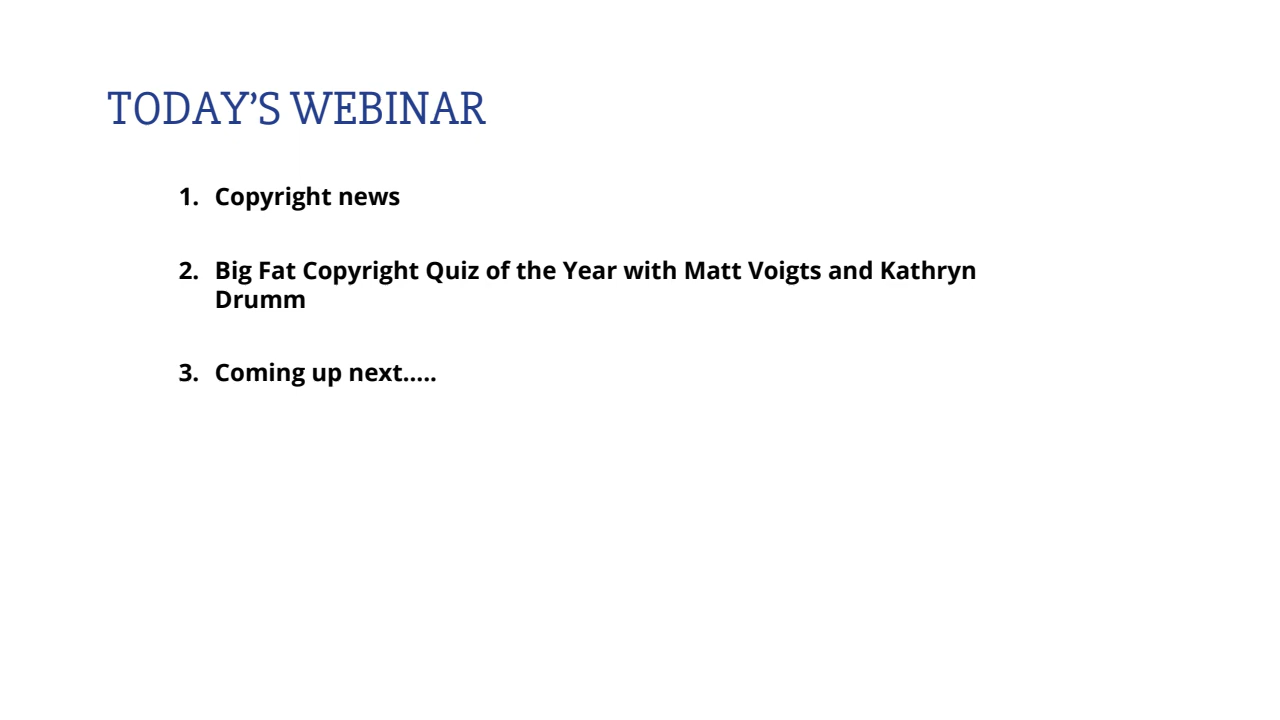 TODAY’S WEBINAR
1. Copyright news
2. Big Fat Copyright Quiz of the Year with Matt Voigts and Kathryn
Drumm
3. Coming up next…..